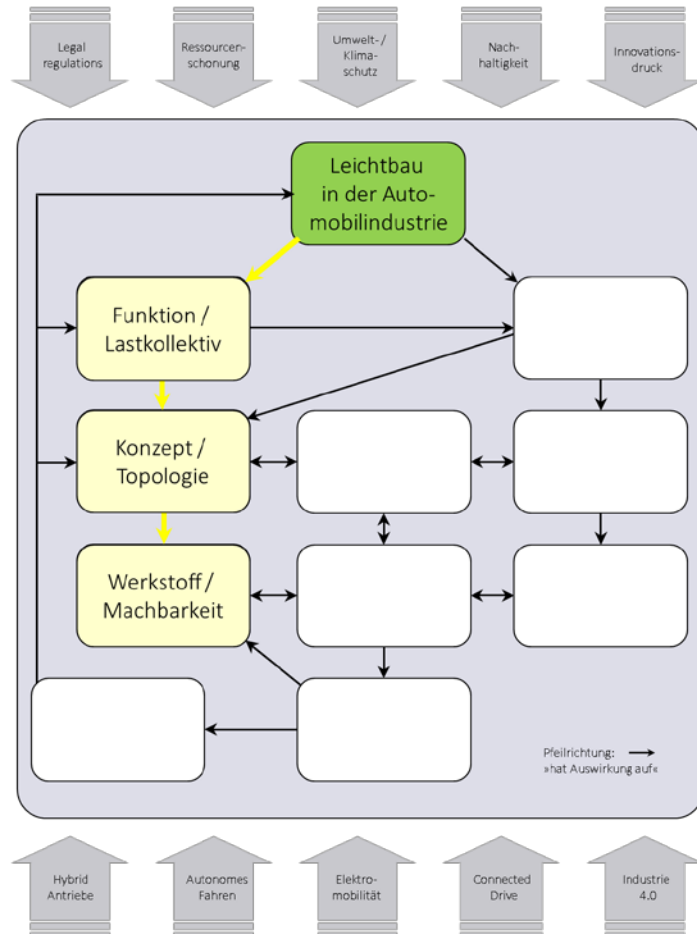 Legal
regulations
Ressourcen-
schonung
Umwelt-/
Klima-
schutz
Nach-
haltigkeit
Innovations-
druck
Leichtbau
in der Auto-
mobilindustrie
Funktion /
Lastkollektiv
Konzept /
Topologie
Werkstoff /
Machbarkeit
Pfeilrichtung:
»hat Auswirkung auf«
Hybrid
Antriebe
Autonomes
Fahren
Elektro-
mobilität
Connected
Drive
Industrie
4.0